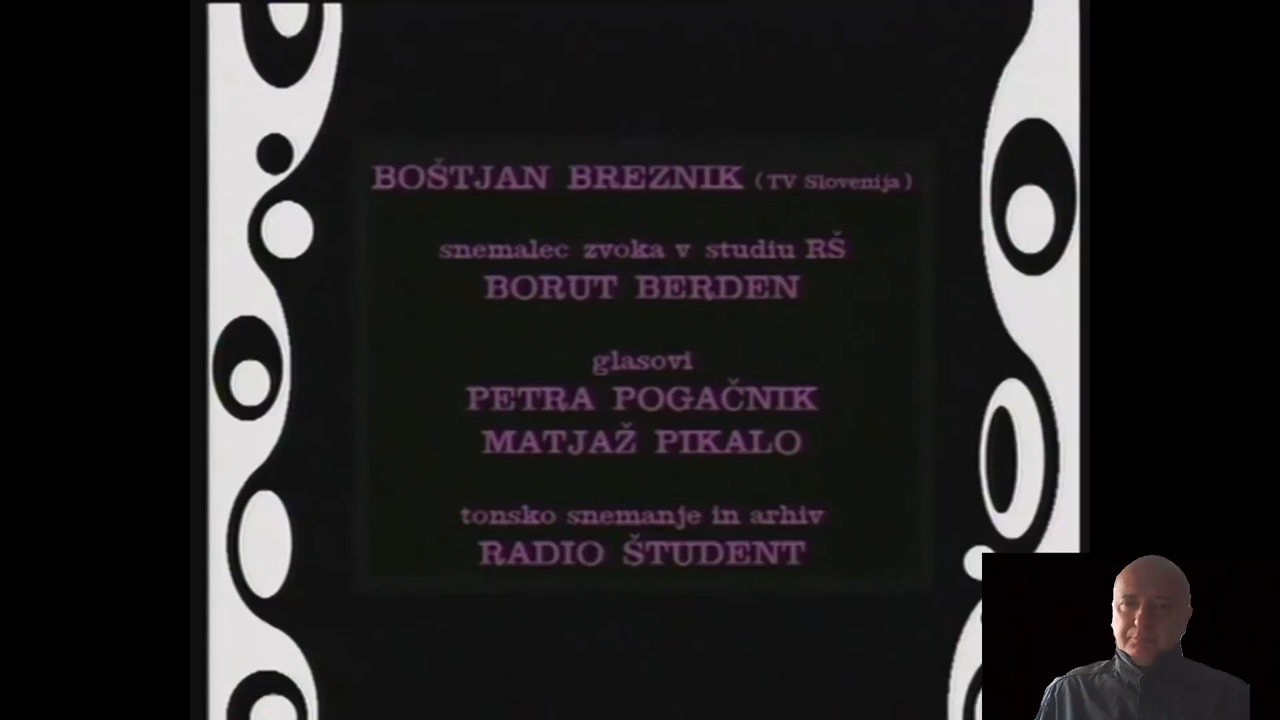 BOŠTJAN BREZNIK (TV Slovenija)
snemalec zvoka v studiu RŠ
BORUT BERDEN
glasovi
PETRA POGAČNIK
MATJAŽ PIKALO
tonsko snemanje in arhiv
RADIO ŠTUDENT